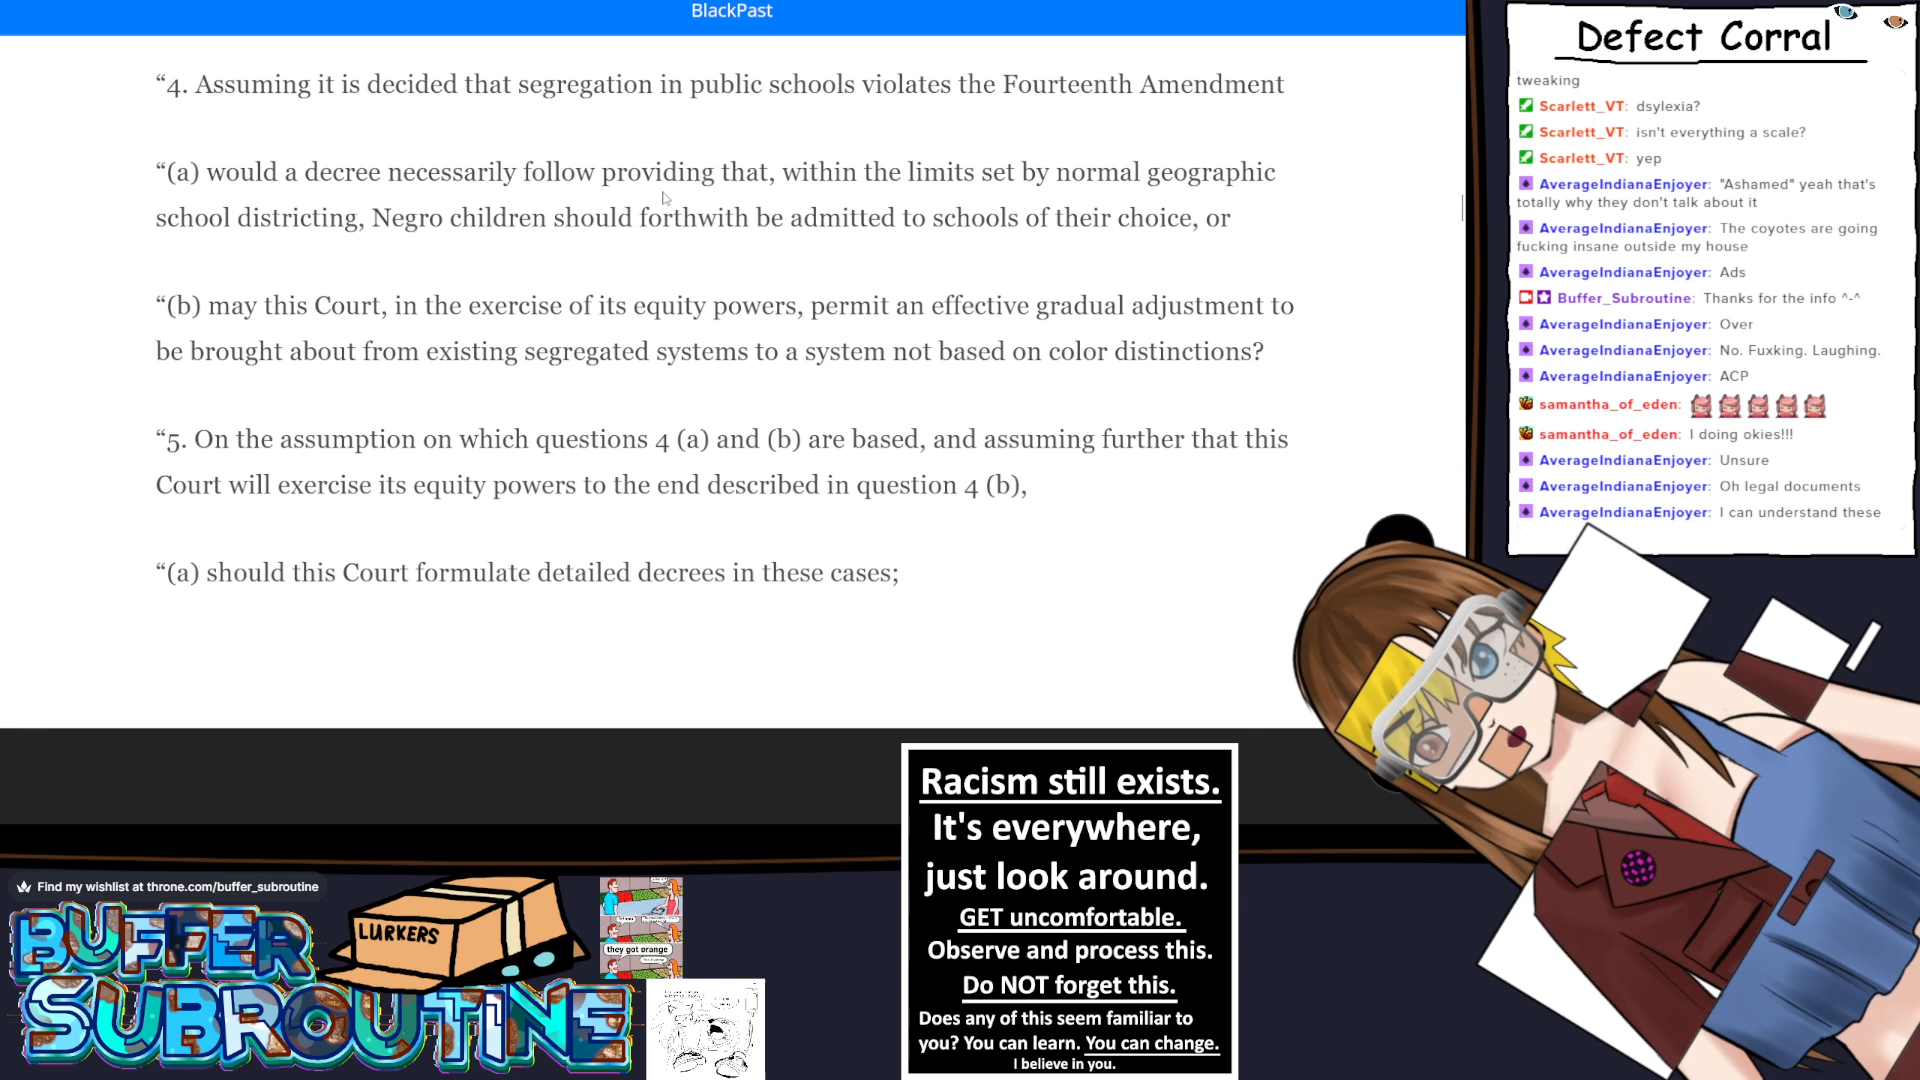 BlackPast
“4. Assuming it is decided that segregation in public schools violates the Fourteenth Amendment
“(a) would a decree necessarily follow providing that, within the limits set by normal geographic
school districting, Negro children should forthwith be admitted to schools of their choice, or
“(b) may this Court, in the exercise of its equity powers, permit an effective gradual adjustment to
be brought about from existing segregated systems to a system not based on color distinctions?
“5. On the assumption on which questions 4 (a) and (b) are based, and assuming further that this
Court will exercise its equity powers to the end described in question 4 (b),
“(a) should this Court formulate detailed decrees in these cases;
Defect Corral
tweaking
Scarlett_VT: dsylexia?
Scarlett_VT: isn't everything a scale?
Scarlett_VT: yep
AverageIndianaEnjoyer: "Ashamed" yeah that's
totally why they don't talk about it
AverageIndianaEnjoyer: The coyotes are going
fucking insane outside my house
AverageIndianaEnjoyer: Ads
Buffer_Subroutine: Thanks for the info ^-^
AverageIndianaEnjoyer: Over
AverageIndianaEnjoyer: No. Fuxking. Laughing.
AverageIndianaEnjoyer: ACP
samantha_of_eden:
samantha_of_eden: I doing okies!!!
AverageIndianaEnjoyer: Unsure
AverageIndianaEnjoyer: Oh legal documents
AverageIndianaEnjoyer: I can understand these
Find my wishlist at throne.com/buffer_subroutine
BUFFER
SUBROUTINE
LURKERS
they got orange
Racism still exists.
It's everywhere,
just look around.
GET uncomfortable.
Observe and process this.
Do NOT forget this.
Does any of this seem familiar to
you? You can learn. You can change.
I believe in you.